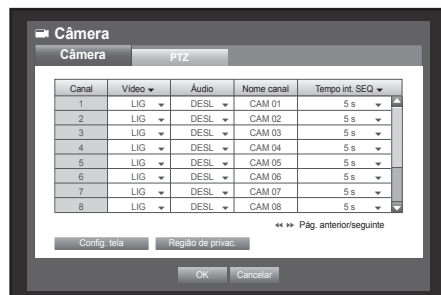 Câmera
Câmera PTZ
Canal Vídeo Áudio Nome canal Tempo int. SEQ
1 LIG DESL CAM 01 5 s
2 LIG DESL CAM 02 5 s
3 LIG DESL CAM 03 5 s
4 LIG DESL CAM 04 5 s
5 LIG DESL CAM 05 5 s
6 LIG DESL CAM 06 5 s
7 LIG DESL CAM 07 5 s
8 LIG DESL CAM 08 5 s
Pág. anterior/seguinte
Config. tela Região de privac.
OK Cancelar